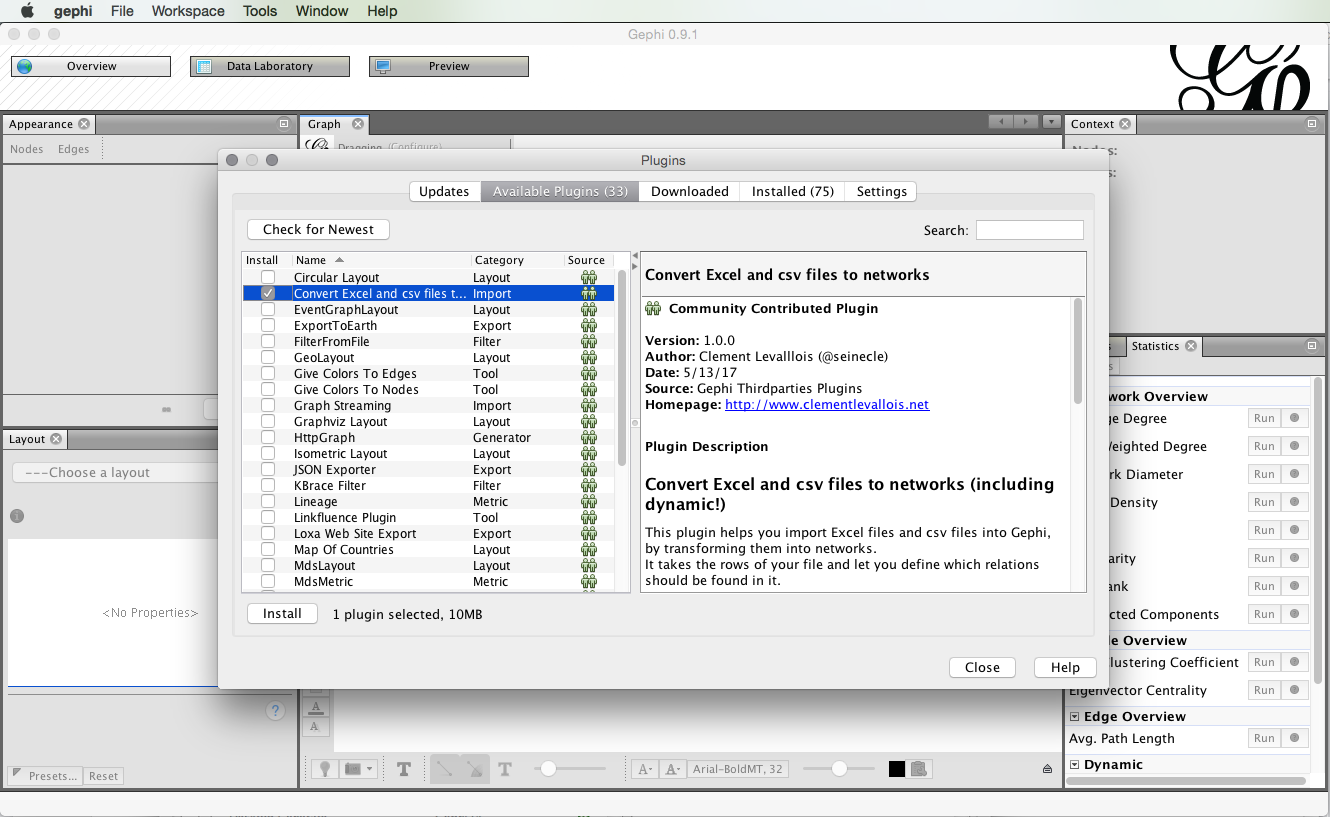 gephi File Workspace Tools Window Help
Gephi 0.9.1
Overview Data Laboratory Preview
Appearance
Nodes Edges
Graph
Dragging (Configure)
Context
Nodes:
Plugins
Updates Available Plugins (33) Downloaded Installed (75) Settings
Check for Newest
Search:
Install Name Category Source
Circular Layout Layout
Convert Excel and csv files t... Import
EventGraphLayout Layout
ExportToEarth Export
FilterFromFile Filter
GeoLayout Layout
Give Colors To Edges Tool
Give Colors To Nodes Tool
Graph Streaming Import
Graphviz Layout Layout
HttpGraph Generator
Isometric Layout Layout
JSON Exporter Export
KBrace Filter Filter
Lineage Metric
Linkfluence Plugin Tool
Loxa Web Site Export Export
Map Of Countries Layout
MdsLayout Layout
MdsMetric Metric
Convert Excel and csv files to networks
Community Contributed Plugin
Version: 1.0.0
Author: Clement Levalllois (@seinecle)
Date: 5/13/17
Source: Gephi Thirdparties Plugins
Homepage: http://www.clementlevallois.net
Plugin Description
Convert Excel and csv files to networks (including
dynamic!)
This plugin helps you import Excel files and csv files into Gephi,
by transforming them into networks.
It takes the rows of your file and let you define which relations
should be found in it.
Install 1 plugin selected, 10MB
Close Help
Layout
---Choose a layout
<No Properties>
?
Presets... Reset
T T A A Arial-BoldMT, 32
Statistics
work Overview
ge Degree Run
Weighted Degree Run
rk Diameter Run
Density Run
Run
arity Run
ank Run
cted Components Run
e Overview
lustering Coefficient Run
Eigenvector Centrality Run
Edge Overview
Avg. Path Length Run
Dynamic